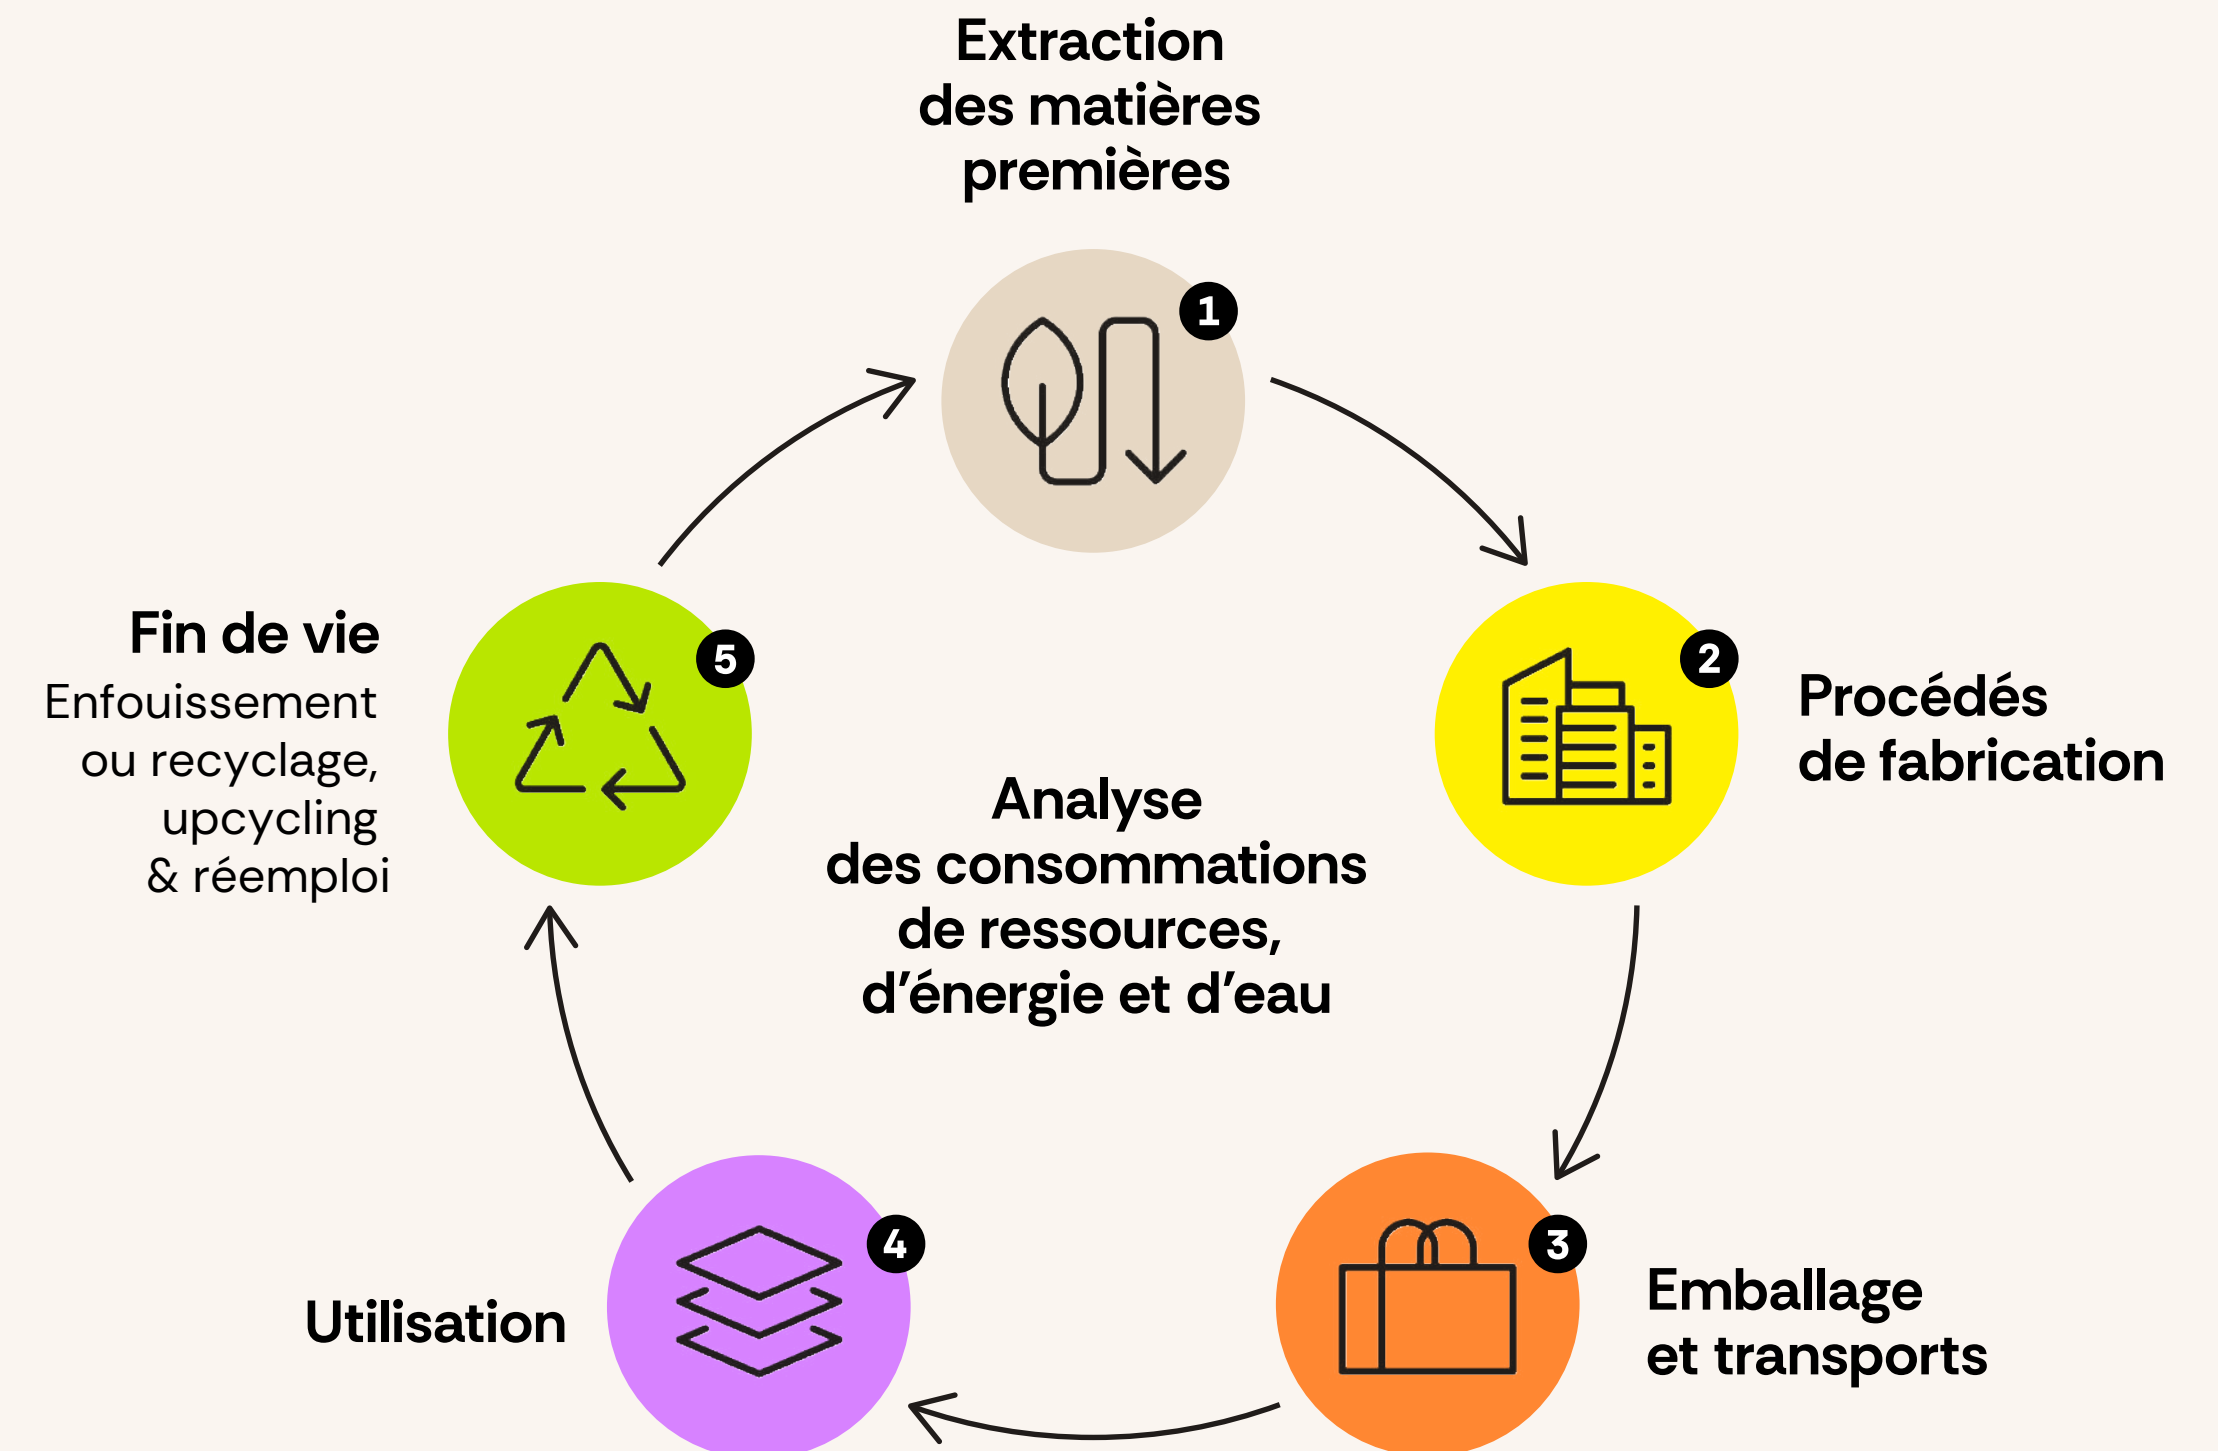 Extraction
des matières
premières
1
2
Procédés
de fabrication
3
Emballage
et transports
4
Utilisation
5
Fin de vie
Enfouissement
ou recyclage,
upcycling
& réemploi
Analyse
des consommations
de ressources,
d’énergie et d’eau